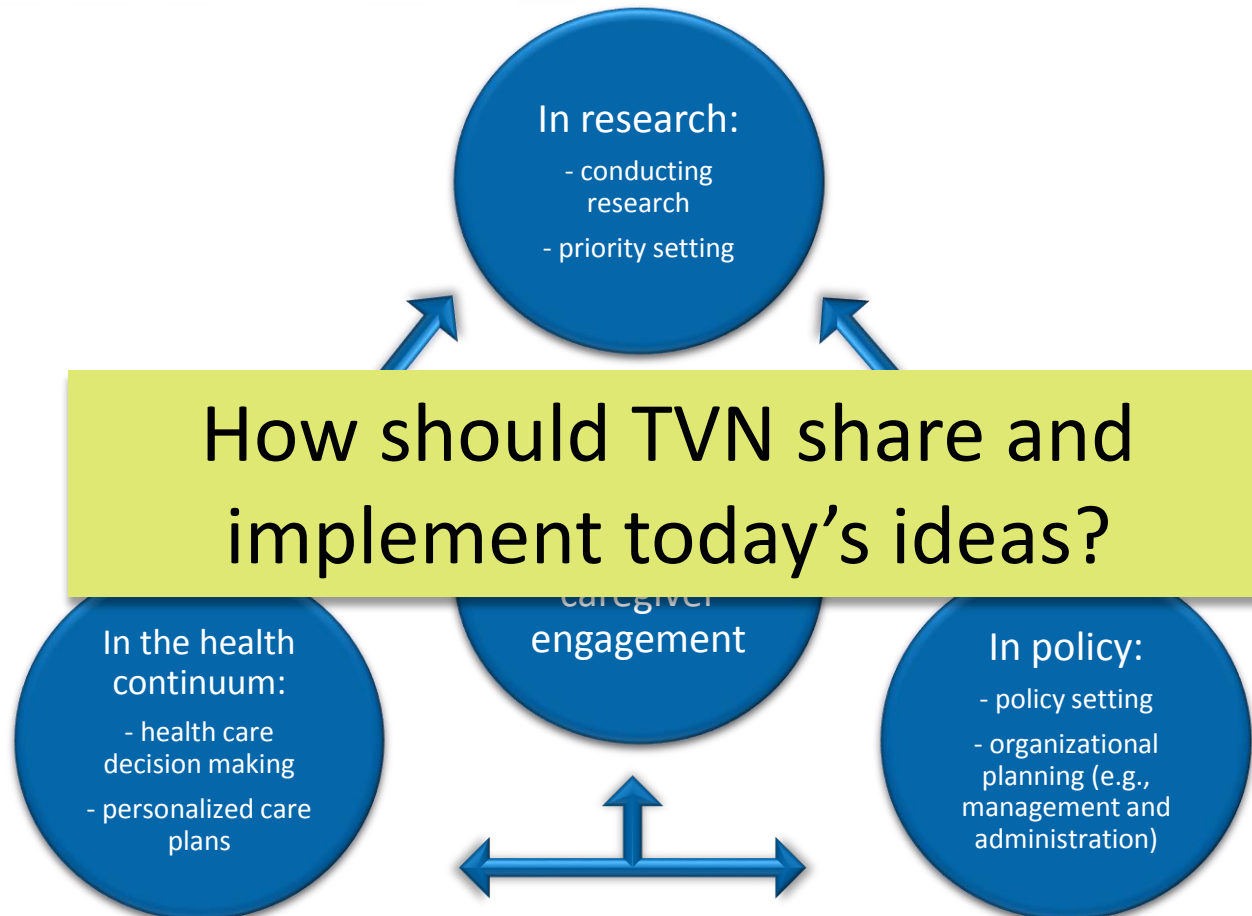 In research:
- conducting
research
- priority setting
How should TVN share and
implement today’s ideas?
caregiver
engagement
In the health
continuum:
- health care
decision making
- personalized care
plans
In policy:
- policy setting
- organizational
planning (e.g.,
management and
administration)